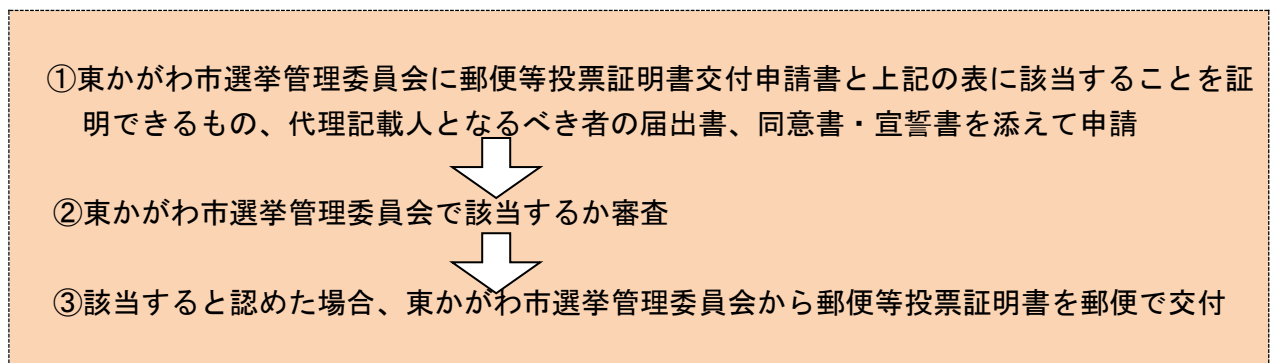 ①東かがわ市選挙管理委員会に郵便等投票証明書交付申請書と上記の表に該当することを証
明できるもの、代理記載人となるべき者の届出書、同意書・宣誓書を添えて申請
②東かがわ市選挙管理委員会で該当するか審査
③該当すると認めた場合、東かがわ市選挙管理委員会から郵便等投票証明書を郵便で交付